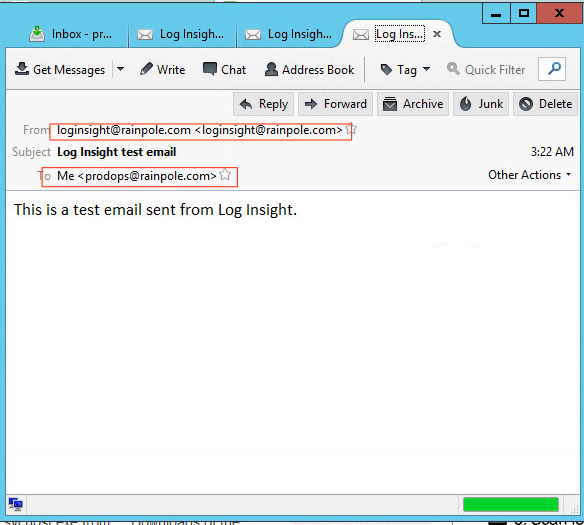 Inbox - pr...
Log Insigh...
Log Insigh...
Log Ins...
Get Messages
Write
Chat
Address Book
Tag
Quick Filter
Reply
Forward
Archive
Junk
Delete
From loginsight@rainpole.com <loginsight@rainpole.com>
Subject Log Insight test email 3:22 AM
To Me <prodops@rainpole.com>
Other Actions
This is a test email sent from Log Insight.